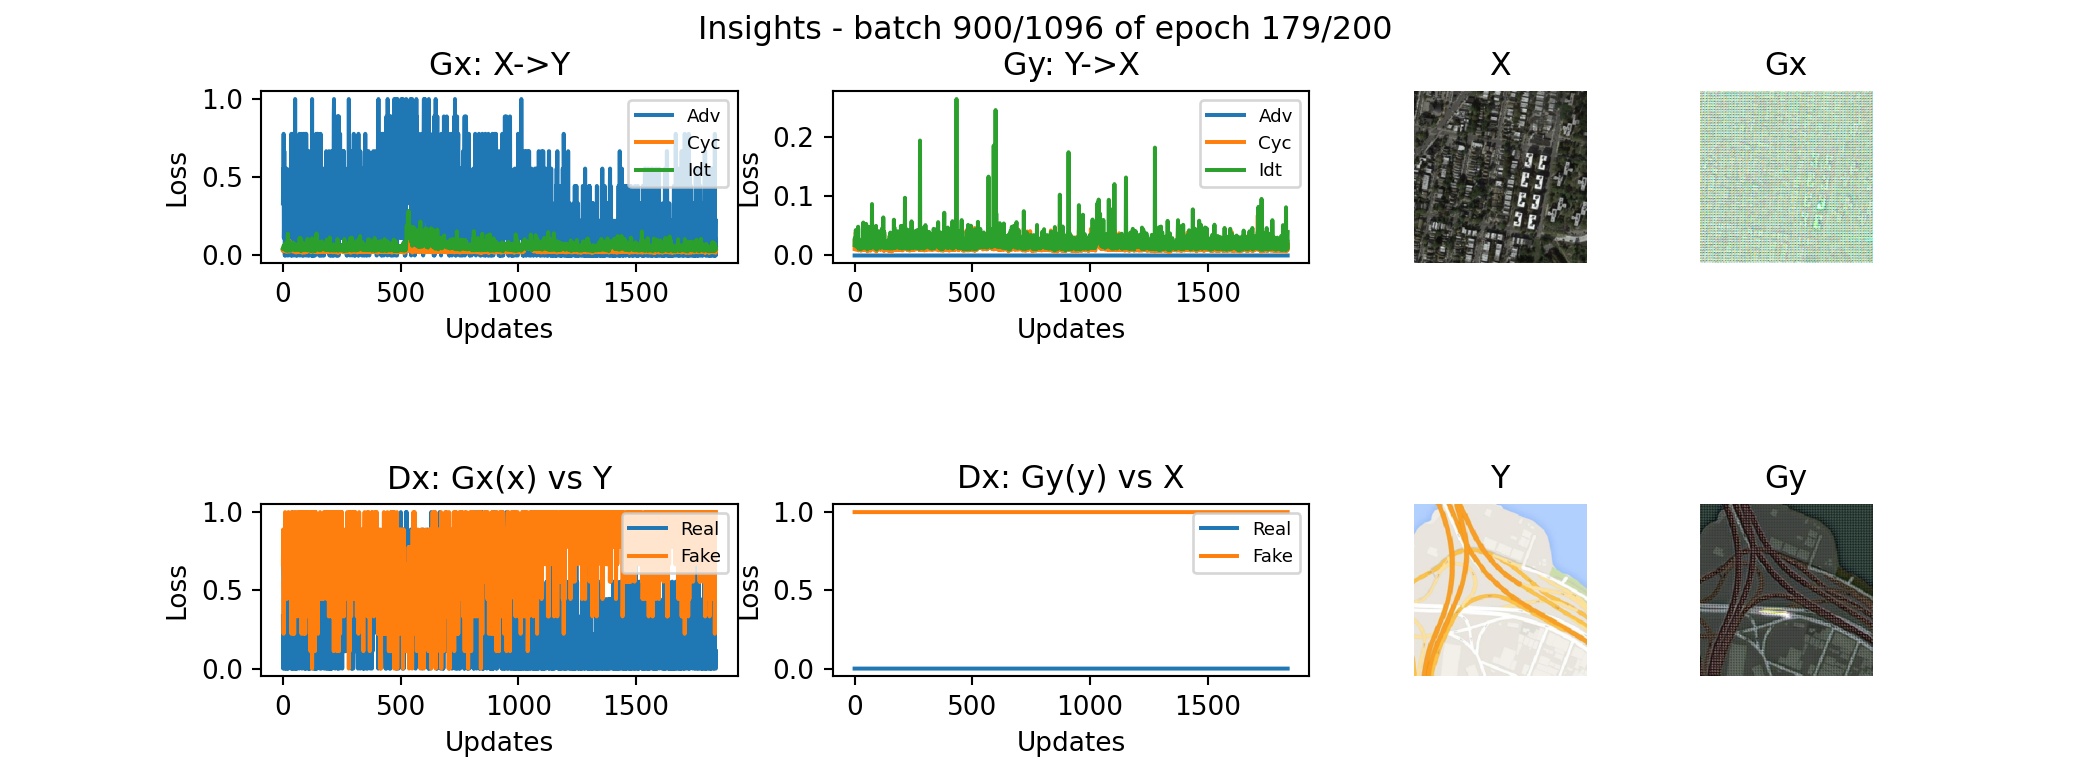 Insights - batch 900/1096 of epoch 179/200
Gx: X->Y
1.0
0.5
0.0
Loss
0
500
1000
1500
Updates
Adv
Cyc
Idt
Gy: Y->X
0.2
0.1
0.0
Loss
0
500
1000
1500
Updates
Adv
Cyc
Idt
X
Gx
Dx: Gx(x) vs Y
1.0
0.5
0.0
Loss
0
500
1000
1500
Updates
Real
Fake
Dx: Gy(y) vs X
1.0
0.5
0.0
Loss
0
500
1000
1500
Updates
Real
Fake
Y
Gy